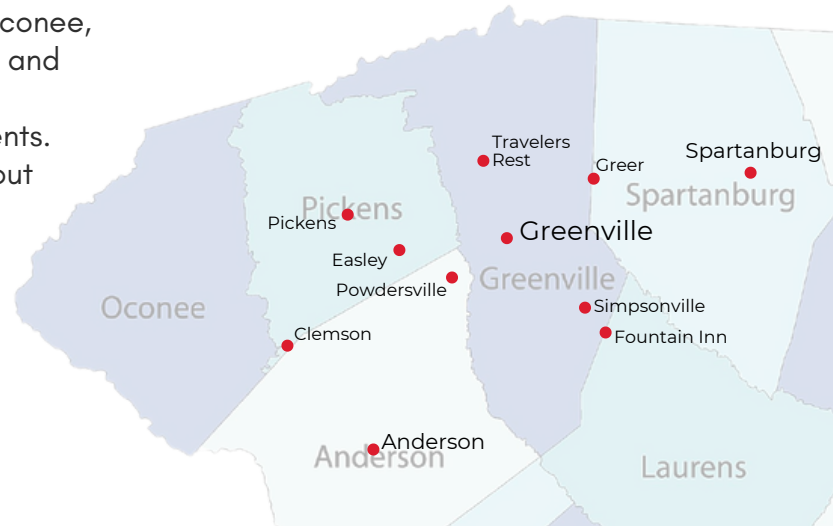 conee,
and
ents.
out
Travelers
Rest
Greer
Spartanburg
Spartanburg
Pickens
Pickens
Greenville
Easley
Greenville
Powdersville
Oconee
Simpsonville
Clemson
Fountain Inn
Anderson
Anderson
Laurens